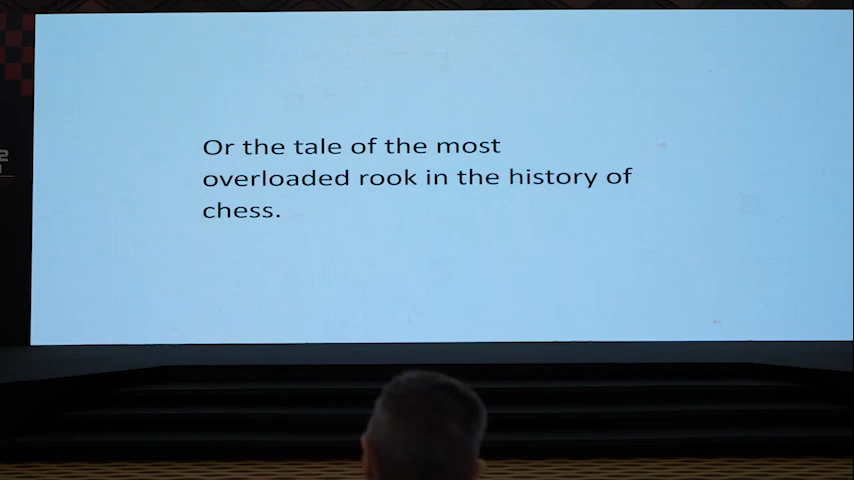 Or the tale of the most
overloaded rook in the history of
chess.